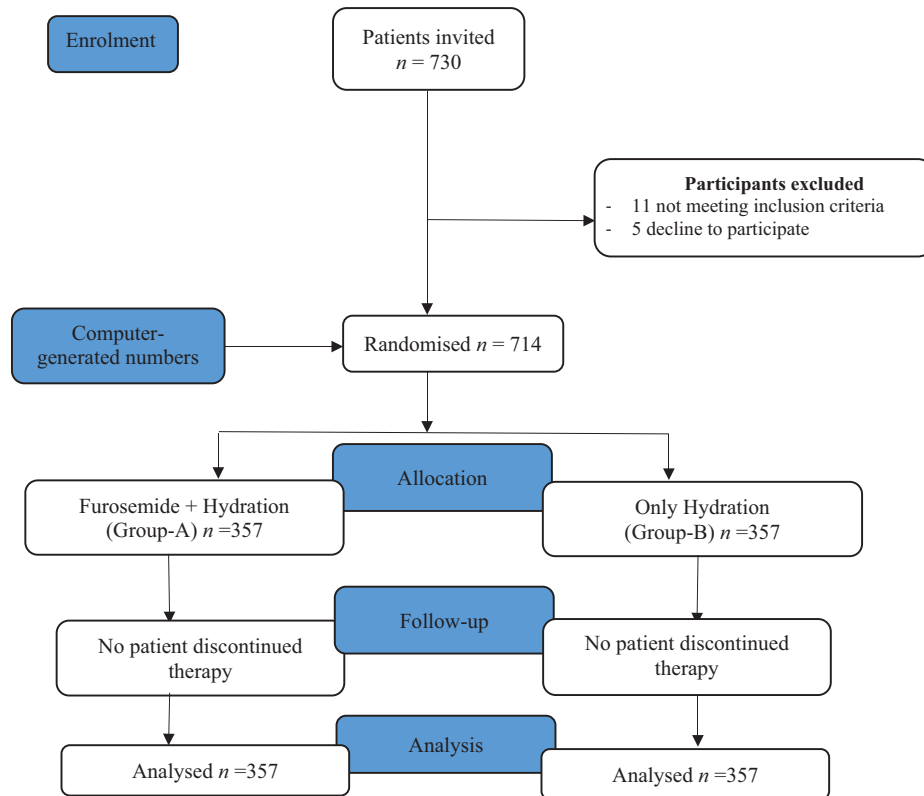 Enrolment
Patients invited
n = 730
Participants excluded
- 11 not meeting inclusion criteria
- 5 decline to participate
Computer-
generated numbers
Randomised n = 714
Allocation
Furosemide + Hydration
(Group-A) n =357
Only Hydration
(Group-B) n =357
Follow-up
No patient discontinued
therapy
No patient discontinued
therapy
Analysis
Analysed n =357
Analysed n =357